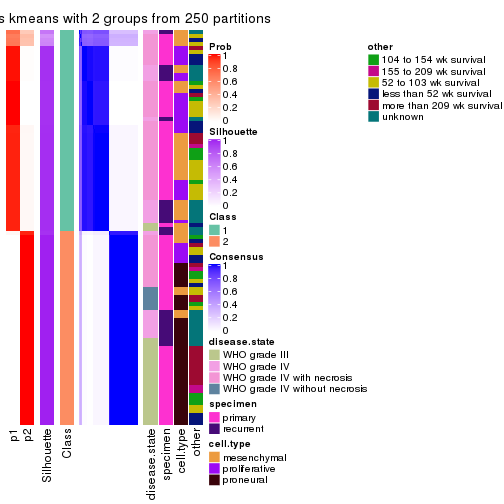 s kmeans with 2 groups from 250 partitions
Prob
1
0.8
0.6
0.4
0.2
0
Silhouette
1
0.8
0.6
0.4
0.2
0
Class
1
2
Consensus
1
0.8
0.6
0.4
0.2
0
disease.state
WHO grade III
WHO grade IV
WHO grade IV with necrosis
WHO grade IV without necrosis
specimen
primary
recurrent
cell.type
mesenchymal
proliferative
proneural
other
104 to 154 wk survival
155 to 209 wk survival
52 to 103 wk survival
less than 52 wk survival
more than 209 wk survival
unknown
p1
p2
Silhouette
Class
disease.state
specimen
cell.type
other